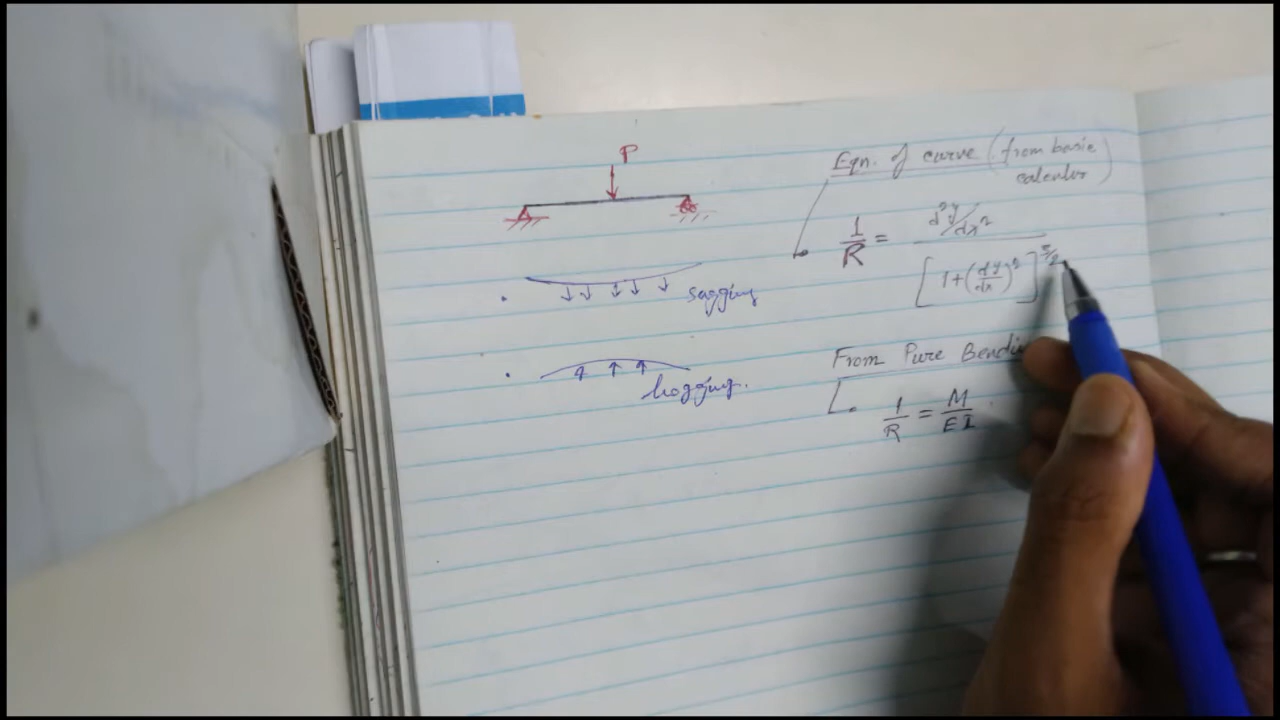 P
sagging
hogging.
Eqn. of curve (from basic
calculus)
1/R = d²y/dx² / [1+(dy/dx)²]^3/2
From Pure Bendin
1/R = M/EI